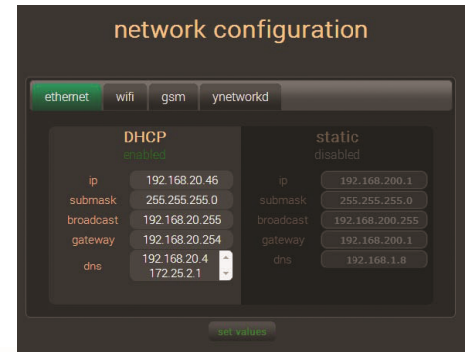 network configuration
ethernet wifi gsm ynetworkd
DHCP
enabled
ip 192.168.20.46
submask 255.255.255.0
broadcast 192.168.20.255
gateway 192.168.20.254
dns 192.168.20.4
172.25.2.1
static
disabled
ip 192.168.200.1
submask 255.255.255.0
broadcast 192.168.200.255
gateway 192.168.200.1
dns 192.168.1.8
set values